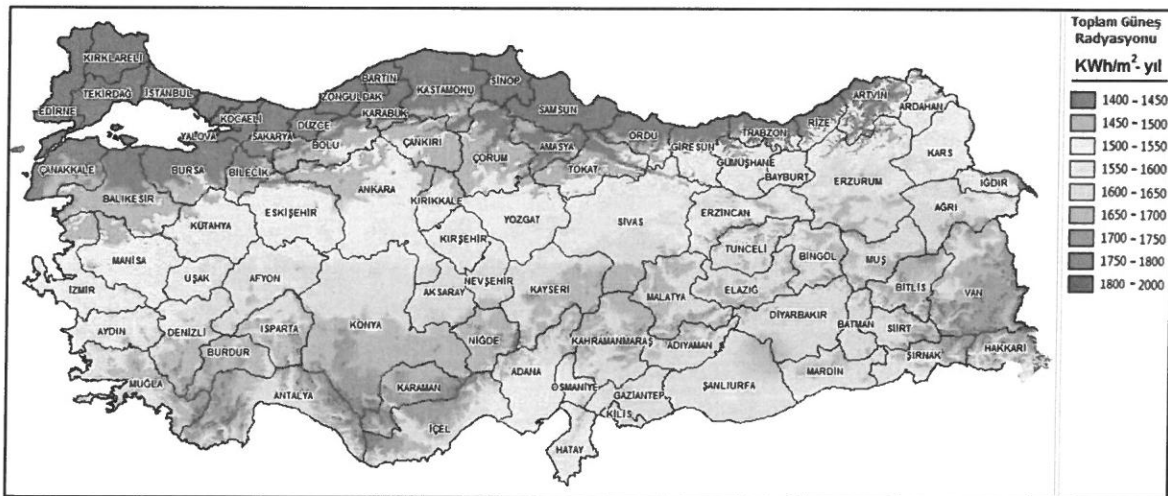 Toplam Güneş
Radyasyonu
KWh/m²- yıl
1400 - 1450
1450 - 1500
1500 - 1550
1550 - 1600
1600 - 1650
1650 - 1700
1700 - 1750
1750 - 1800
1800 - 2000
KIRKLARELİ
EDİRNE
TEKİRDAĞ
İSTANBUL
KOCAELİ
YALOVA
SAKARYA
DÜZCE
BOLU
ZONGULDAK
BARTIN
KARABÜK
KASTAMONU
SİNOP
ÇANKIRI
ÇORUM
SAMSUN
AMASYA
TOKAT
ORDU
GİRESUN
TRABZON
GÜMÜŞHANE
BAYBURT
RİZE
ARTVİN
ARDAHAN
KARS
IĞDIR
AĞRI
ERZURUM
ERZİNCAN
ÇANAKKALE
BALIKESİR
BURSA
BİLECİK
KÜTAHYA
ESKİŞEHİR
ANKARA
KIRIKKALE
KIRŞEHİR
YOZGAT
SİVAS
TUNCELİ
BİNGÖL
MUŞ
BİTLİS
VAN
MANİSA
UŞAK
AFYON
İZMİR
AYDIN
DENİZLİ
ISPARTA
BURDUR
MUĞLA
ANTALYA
KONYA
AKSARAY
NEVŞEHİR
NİĞDE
KAYSERİ
KARAMAN
İÇEL
ADANA
OSMANİYE
HATAY
KAHRAMANMARAŞ
MALATYA
ELAZIĞ
ADIYAMAN
GAZİANTEP
KİLİS
ŞANLIURFA
DİYARBAKIR
MARDİN
BATMAN
SİİRT
ŞIRNAK
HAKKARİ